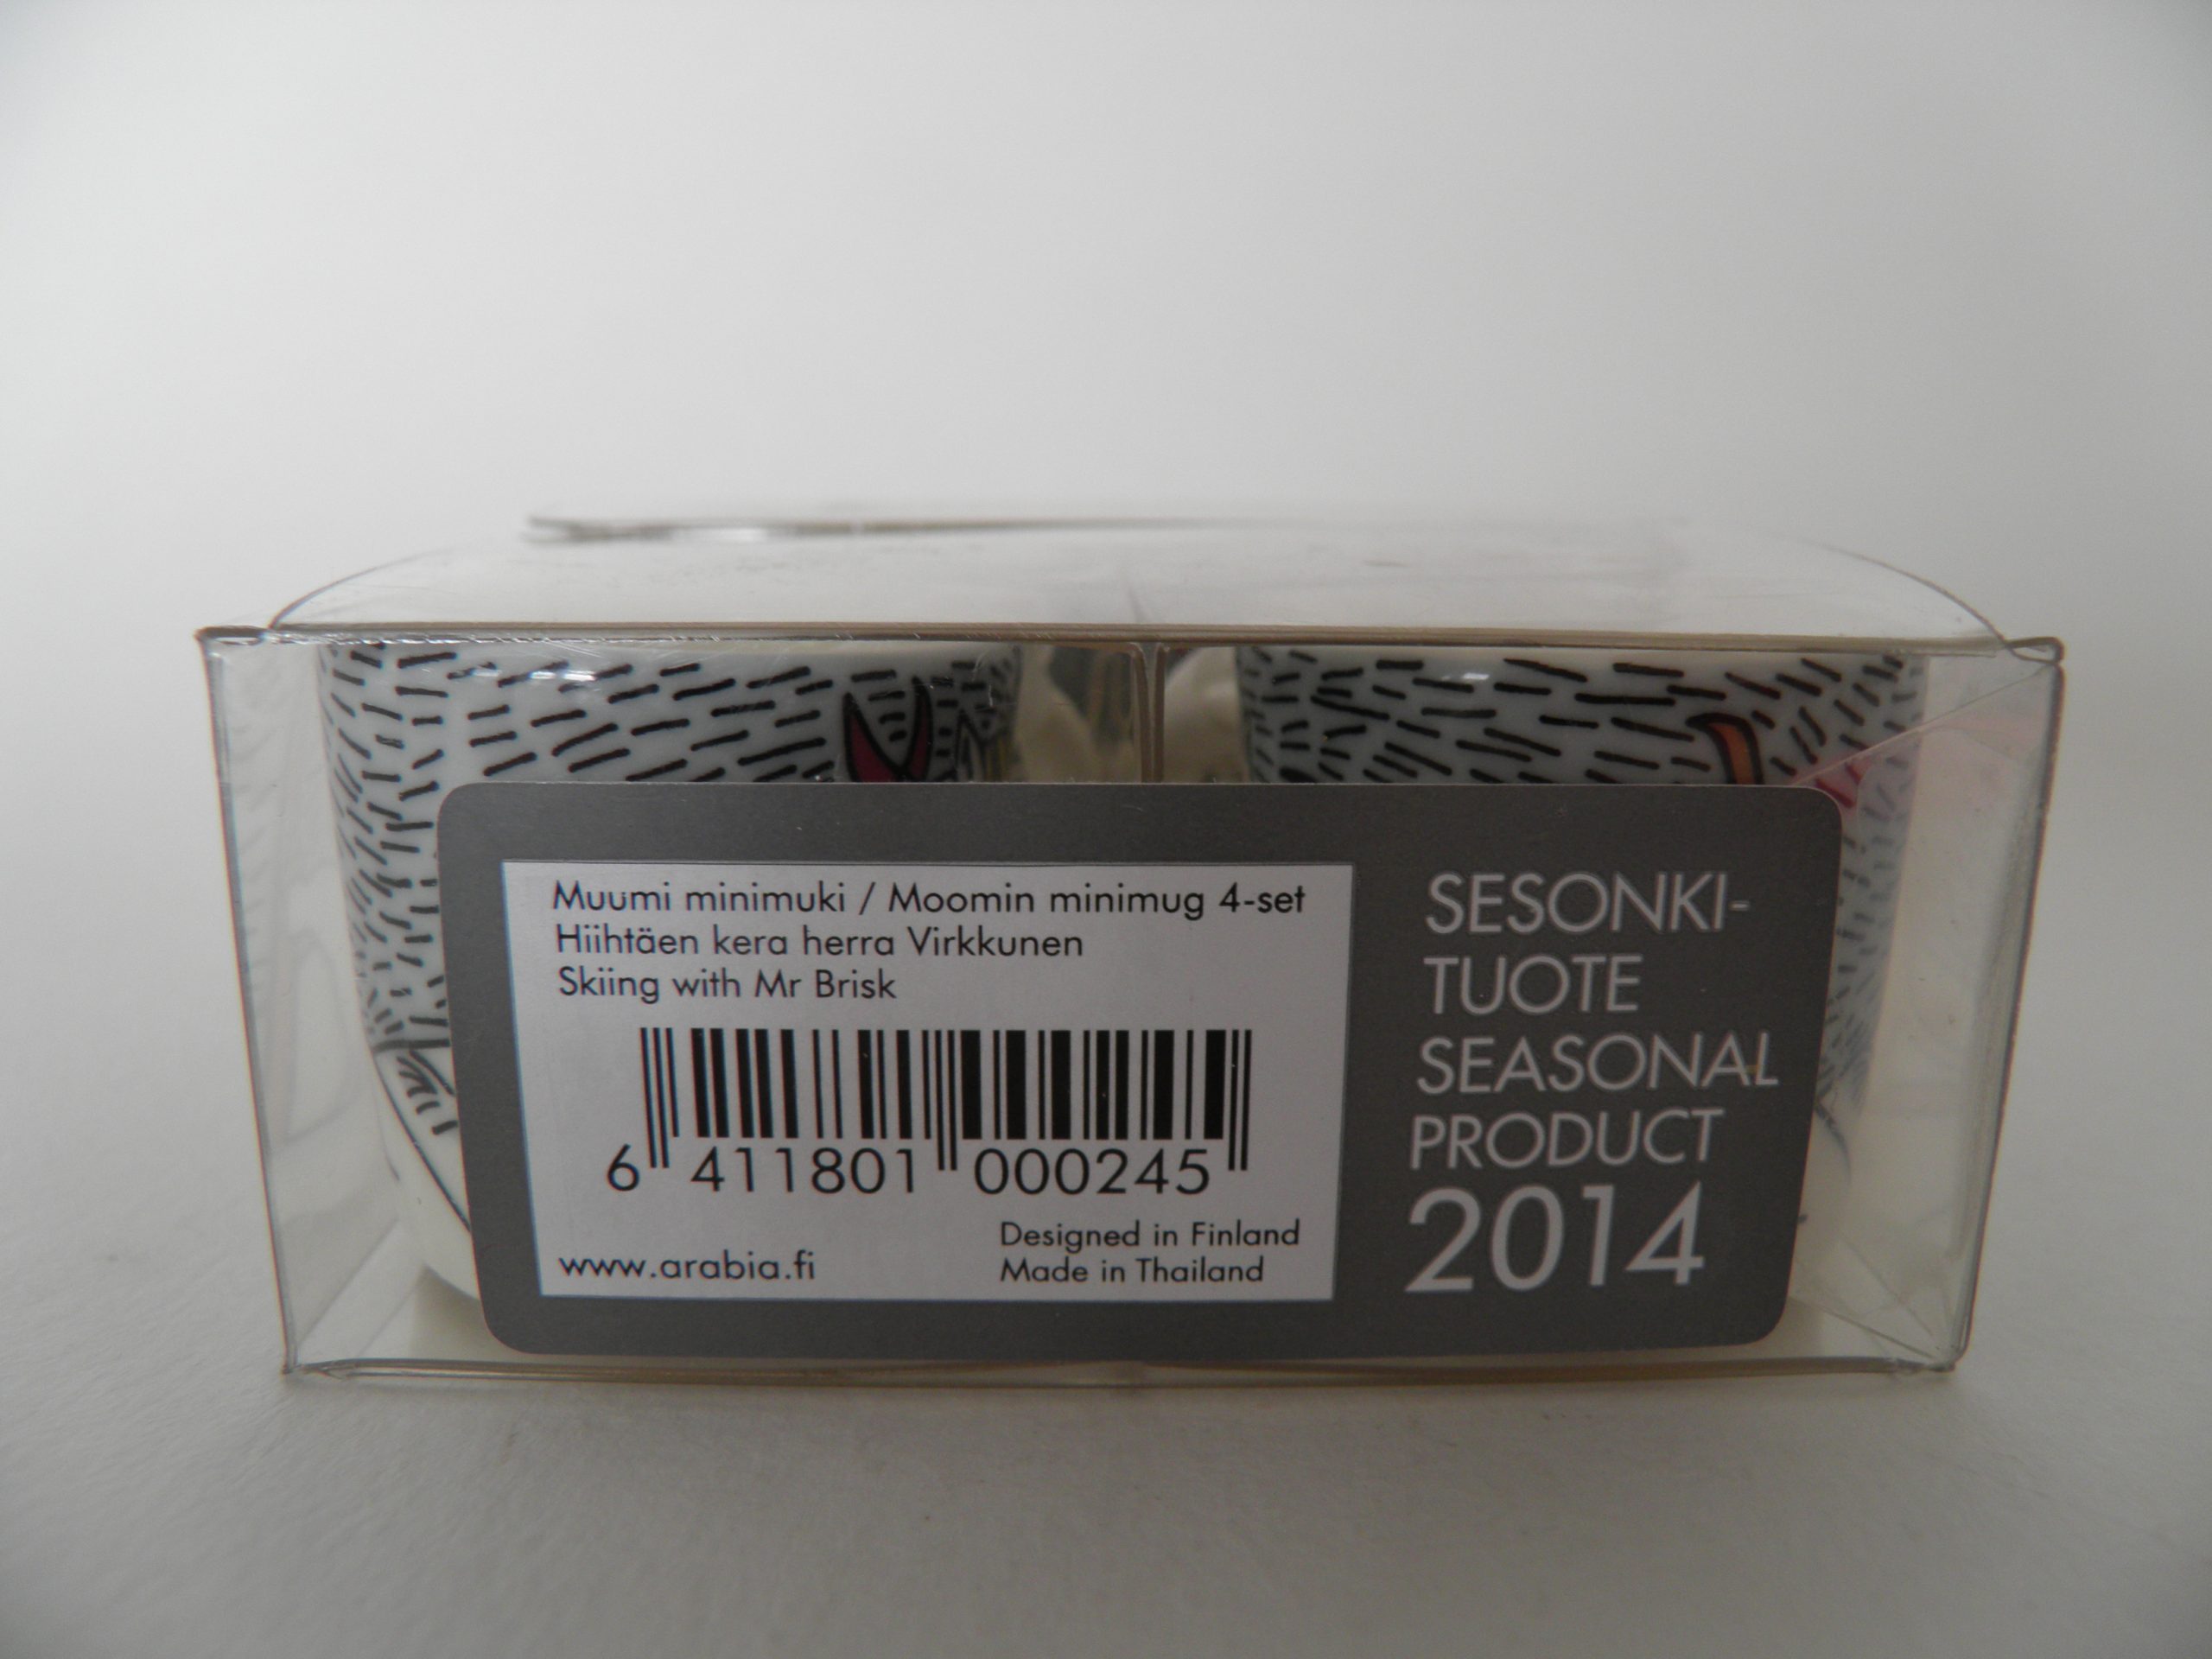 Muumi minimuki / Moomin minimug 4-set
Hiihtäen kera herra Virkkunen
Skiing with Mr Brisk
6 411801 000245
www.arabia.fi
Designed in Finland
Made in Thailand
SESONKI-
TUOTE
SEASONAL
PRODUCT
2014